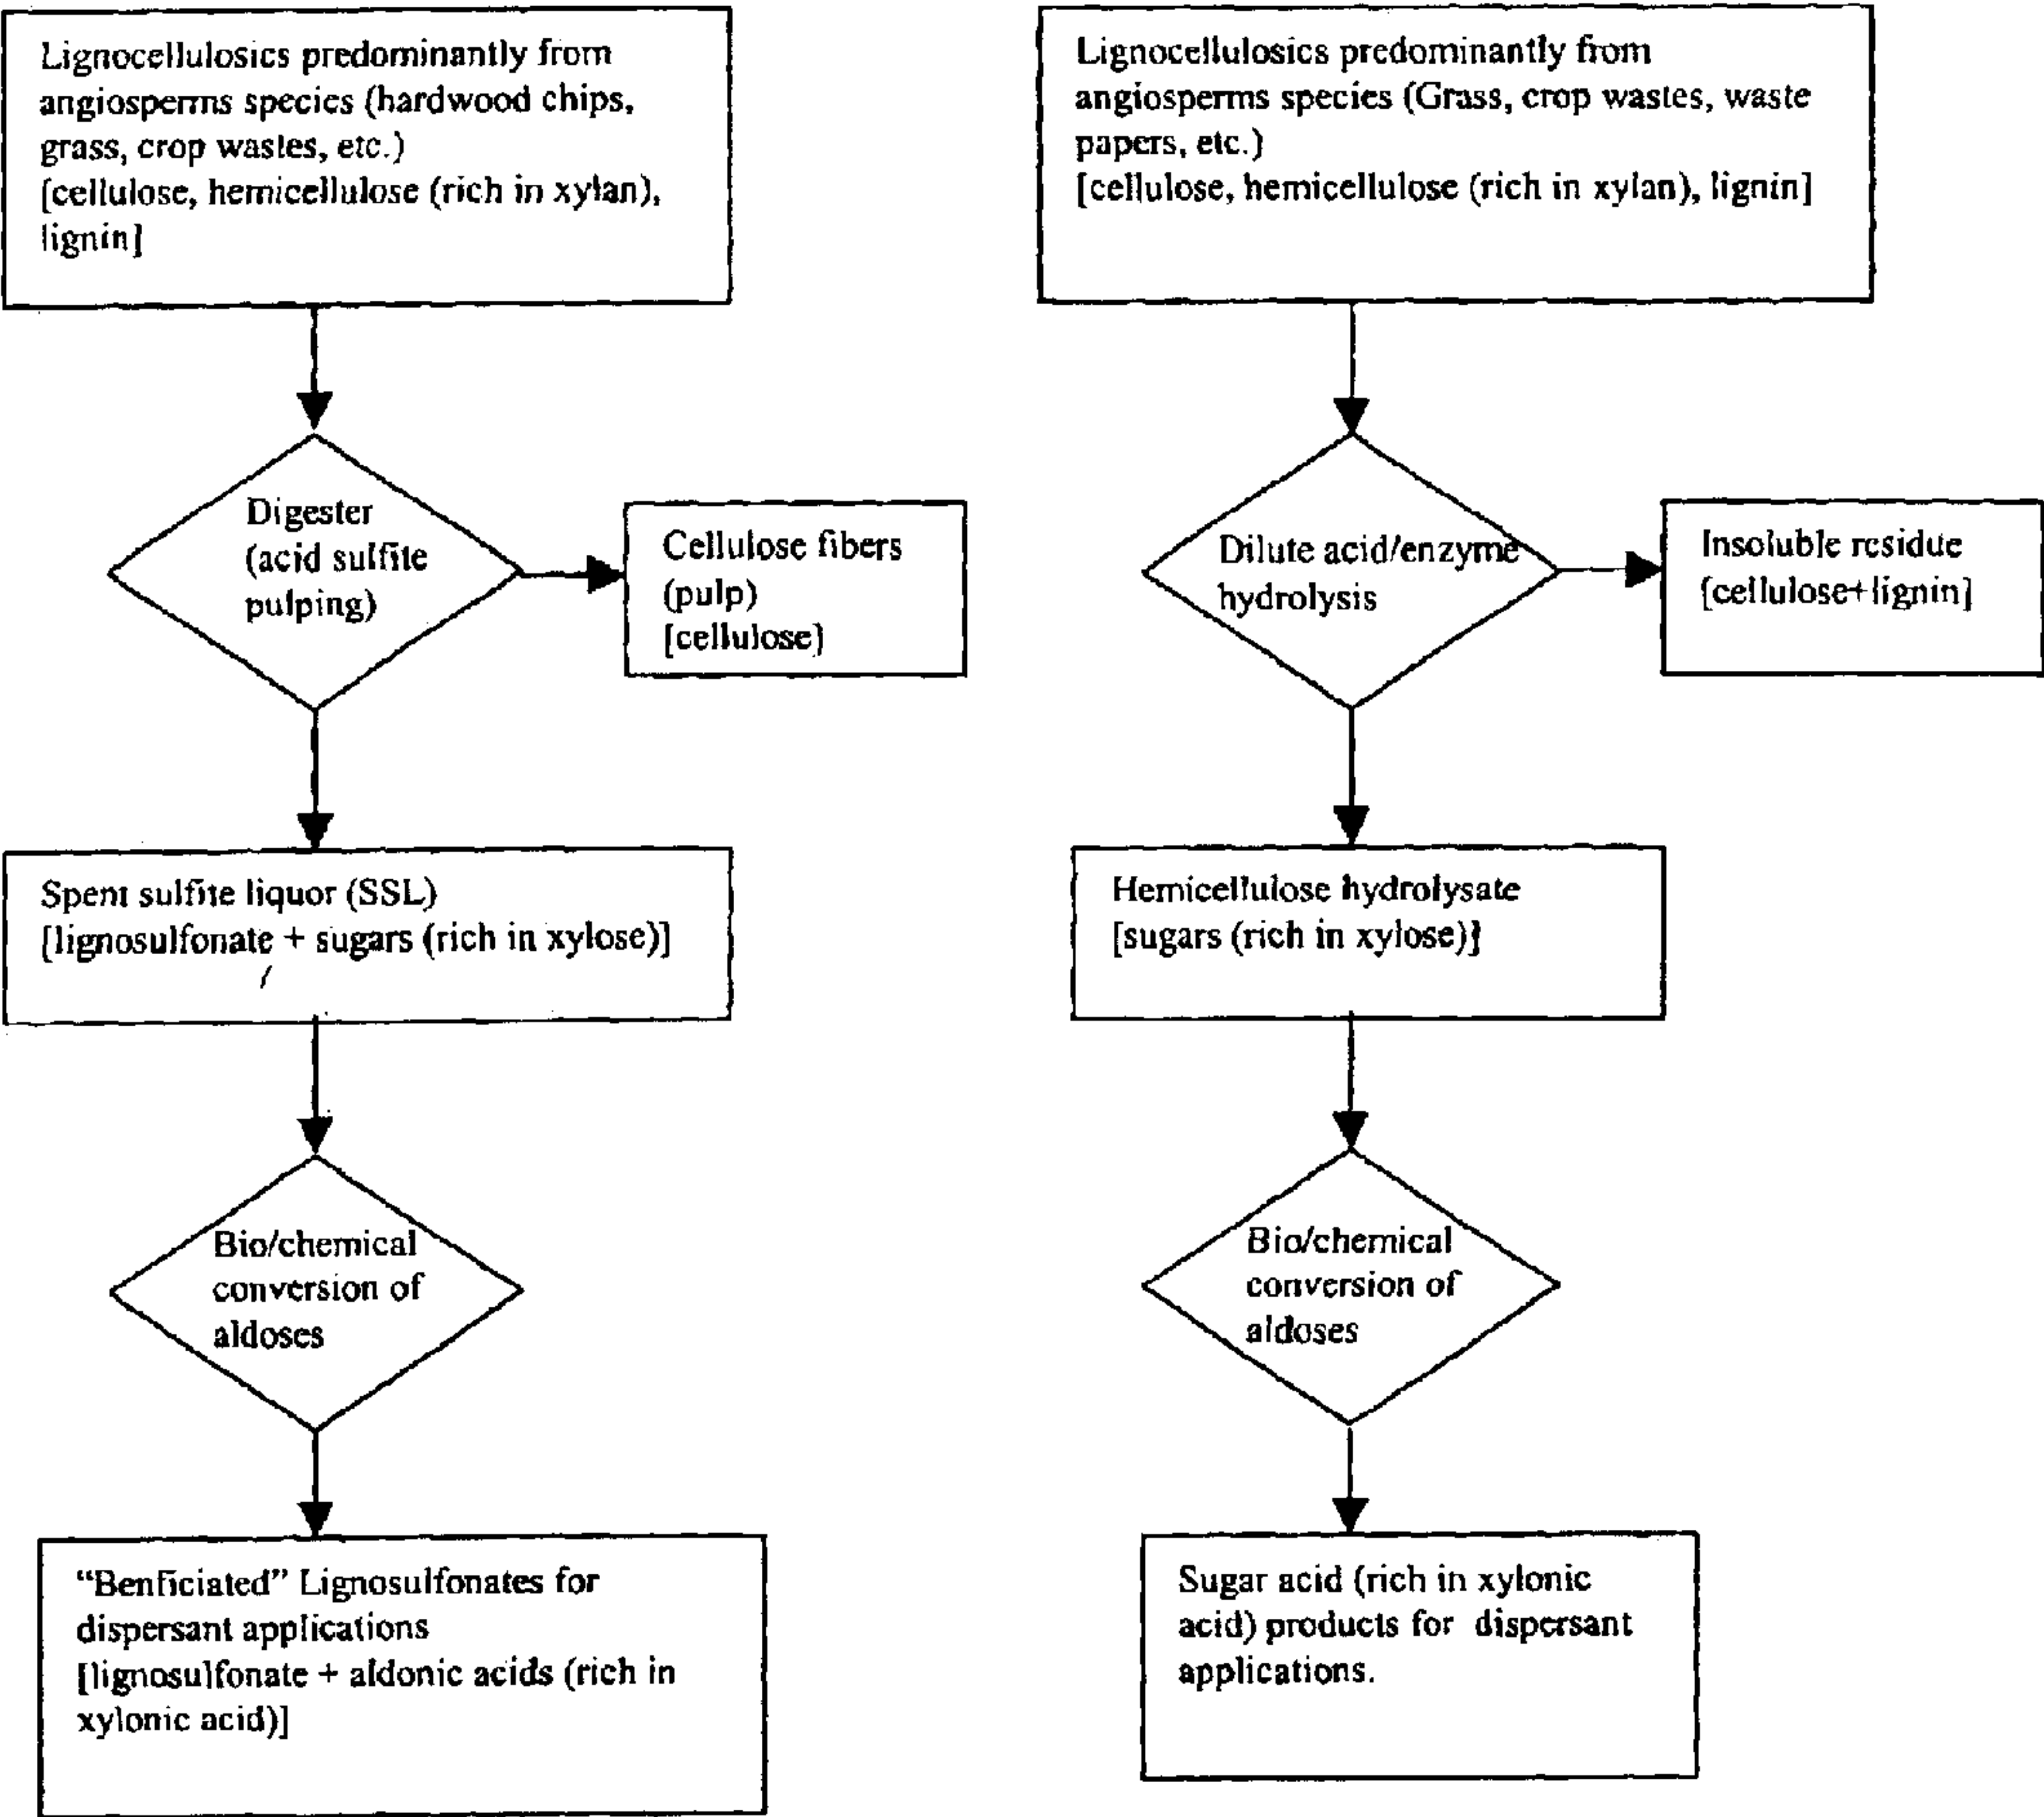 Lignocellulosics predominantly from
angiosperms species (hardwood chips,
grass, crop wastes, etc.)
[cellulose, hemicellulose (rich in xylan),
lignin]
Digester
(acid sulfite
pulping)
Cellulose fibers
(pulp)
[cellulose]
Spent sulfite liquor (SSL)
[lignosulfonate + sugars (rich in xylose)]
Bio/chemical
conversion of
aldoses
“Benficiated” Lignosulfonates for
dispersant applications
[lignosulfonate + aldonic acids (rich in
xylonic acid)]
Lignocellulosics predominantly from
angiosperms species (Grass, crop wastes, waste
papers, etc.)
[cellulose, hemicellulose (rich in xylan), lignin]
Dilute acid/enzyme
hydrolysis
Insoluble residue
[cellulose+lignin]
Hemicellulose hydrolysate
[sugars (rich in xylose)]
Bio/chemical
conversion of
aldoses
Sugar acid (rich in xylonic
acid) products for dispersant
applications.